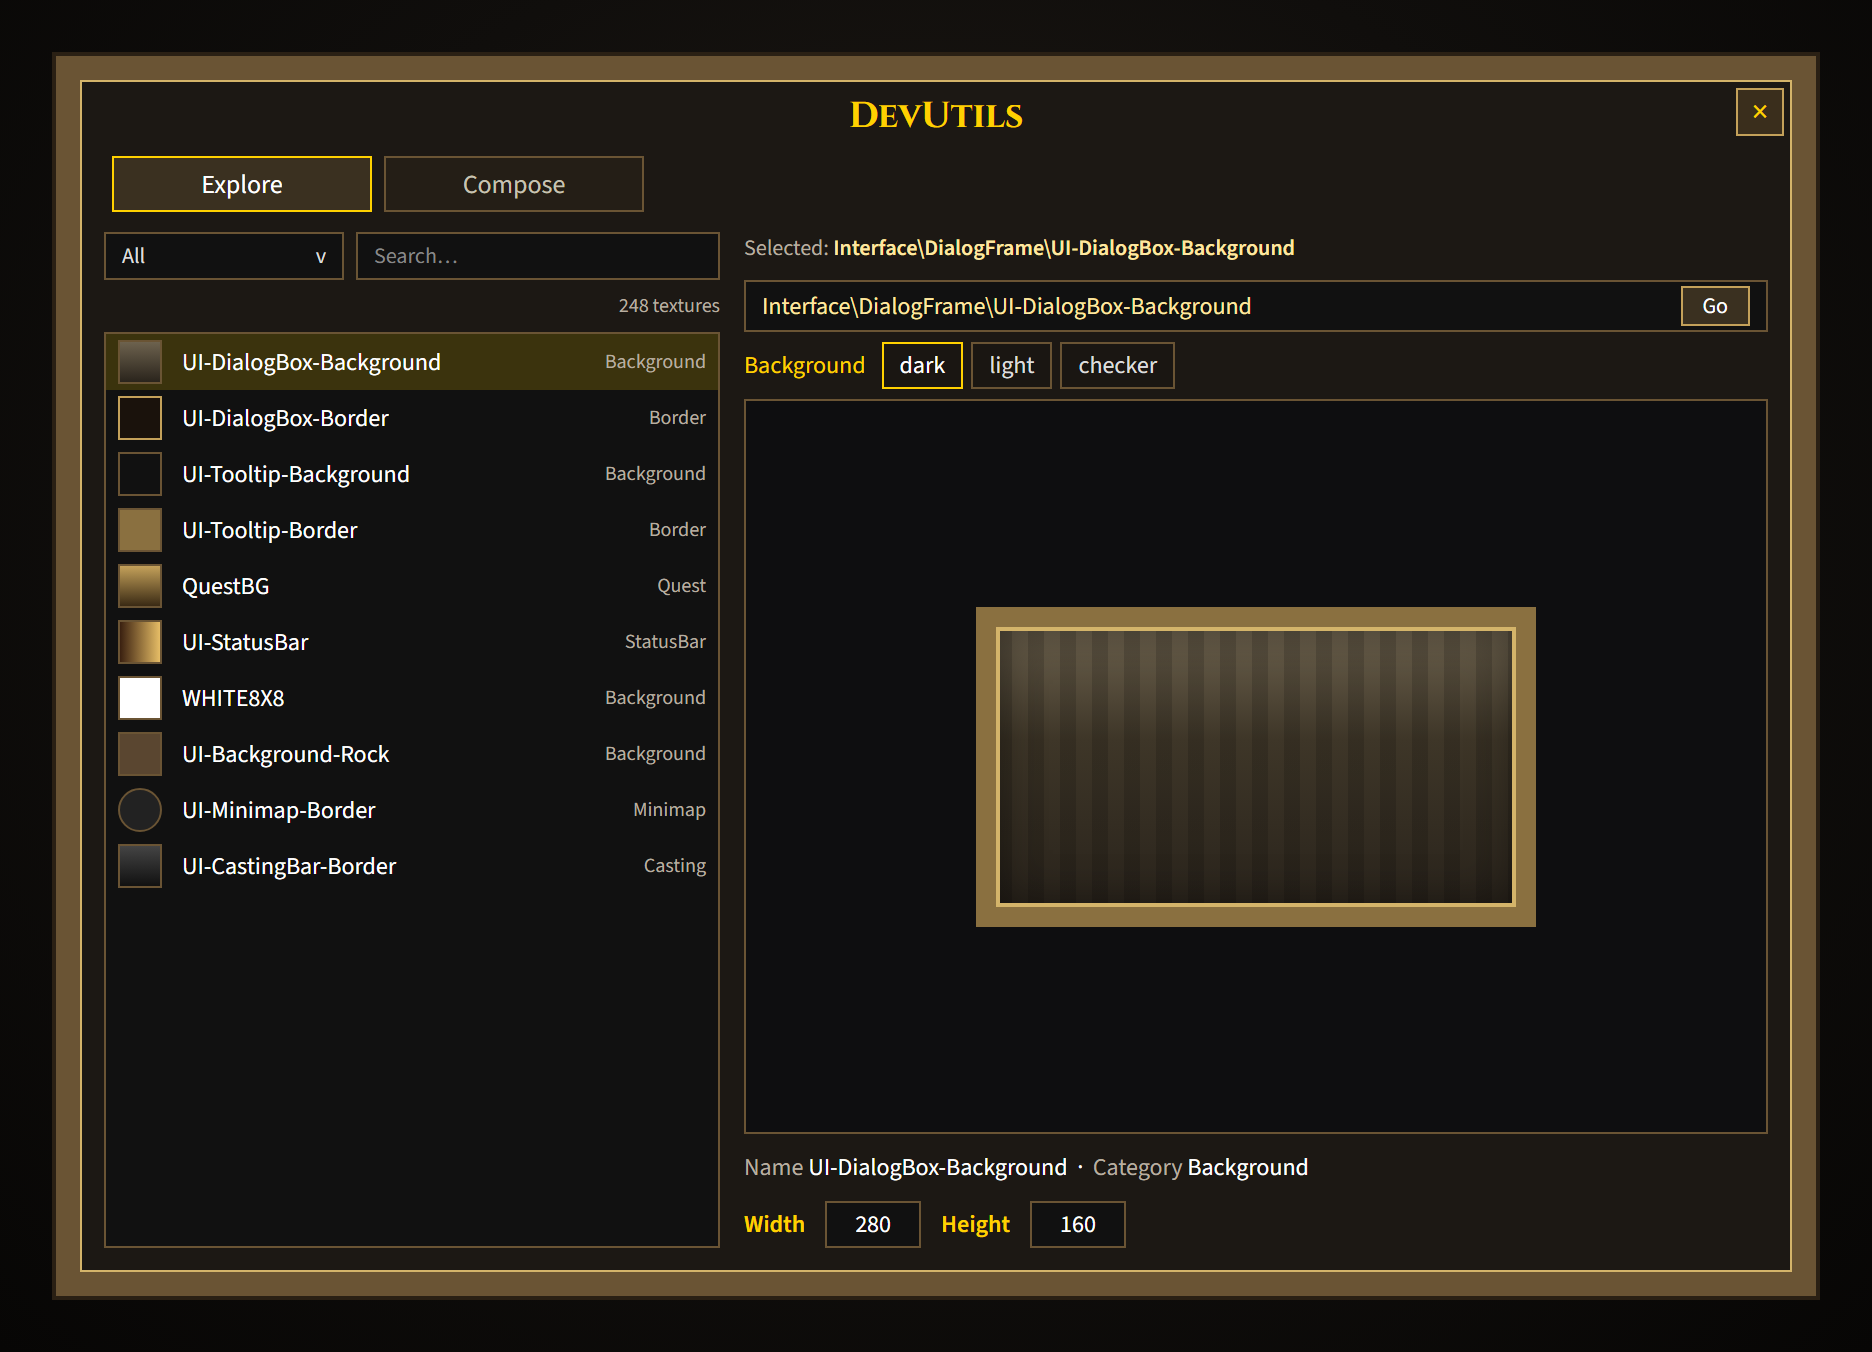 DEVUTILS
×
Explore
Compose
All v
Search...
248 textures
UI-DialogBox-Background Background
UI-DialogBox-Border Border
UI-Tooltip-Background Background
UI-Tooltip-Border Border
QuestBG Quest
UI-StatusBar StatusBar
WHITE8X8 Background
UI-Background-Rock Background
UI-Minimap-Border Minimap
UI-CastingBar-Border Casting
Selected: Interface\DialogFrame\UI-DialogBox-Background
Interface\DialogFrame\UI-DialogBox-Background Go
Background dark light checker
Name UI-DialogBox-Background · Category Background
Width 280 Height 160